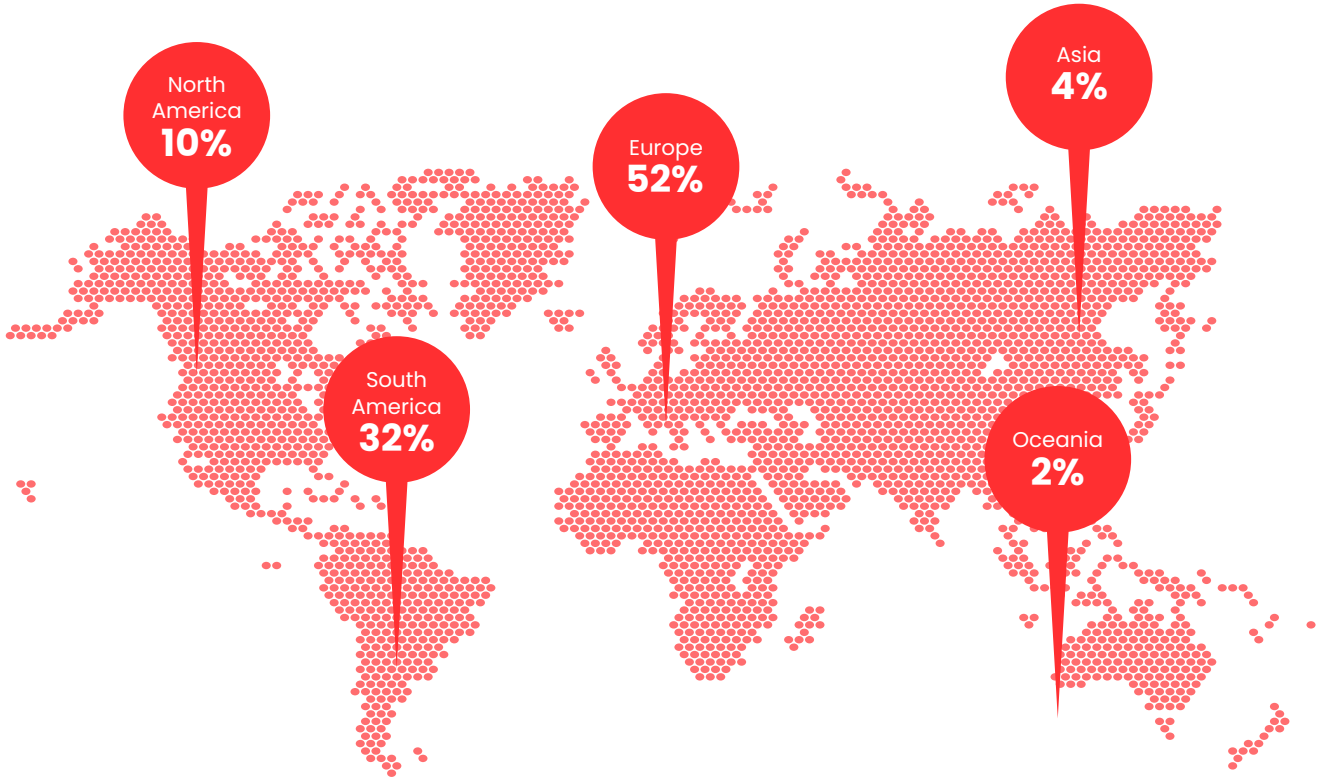 North
America
10%
Europe
52%
Asia
4%
South
America
32%
Oceania
2%